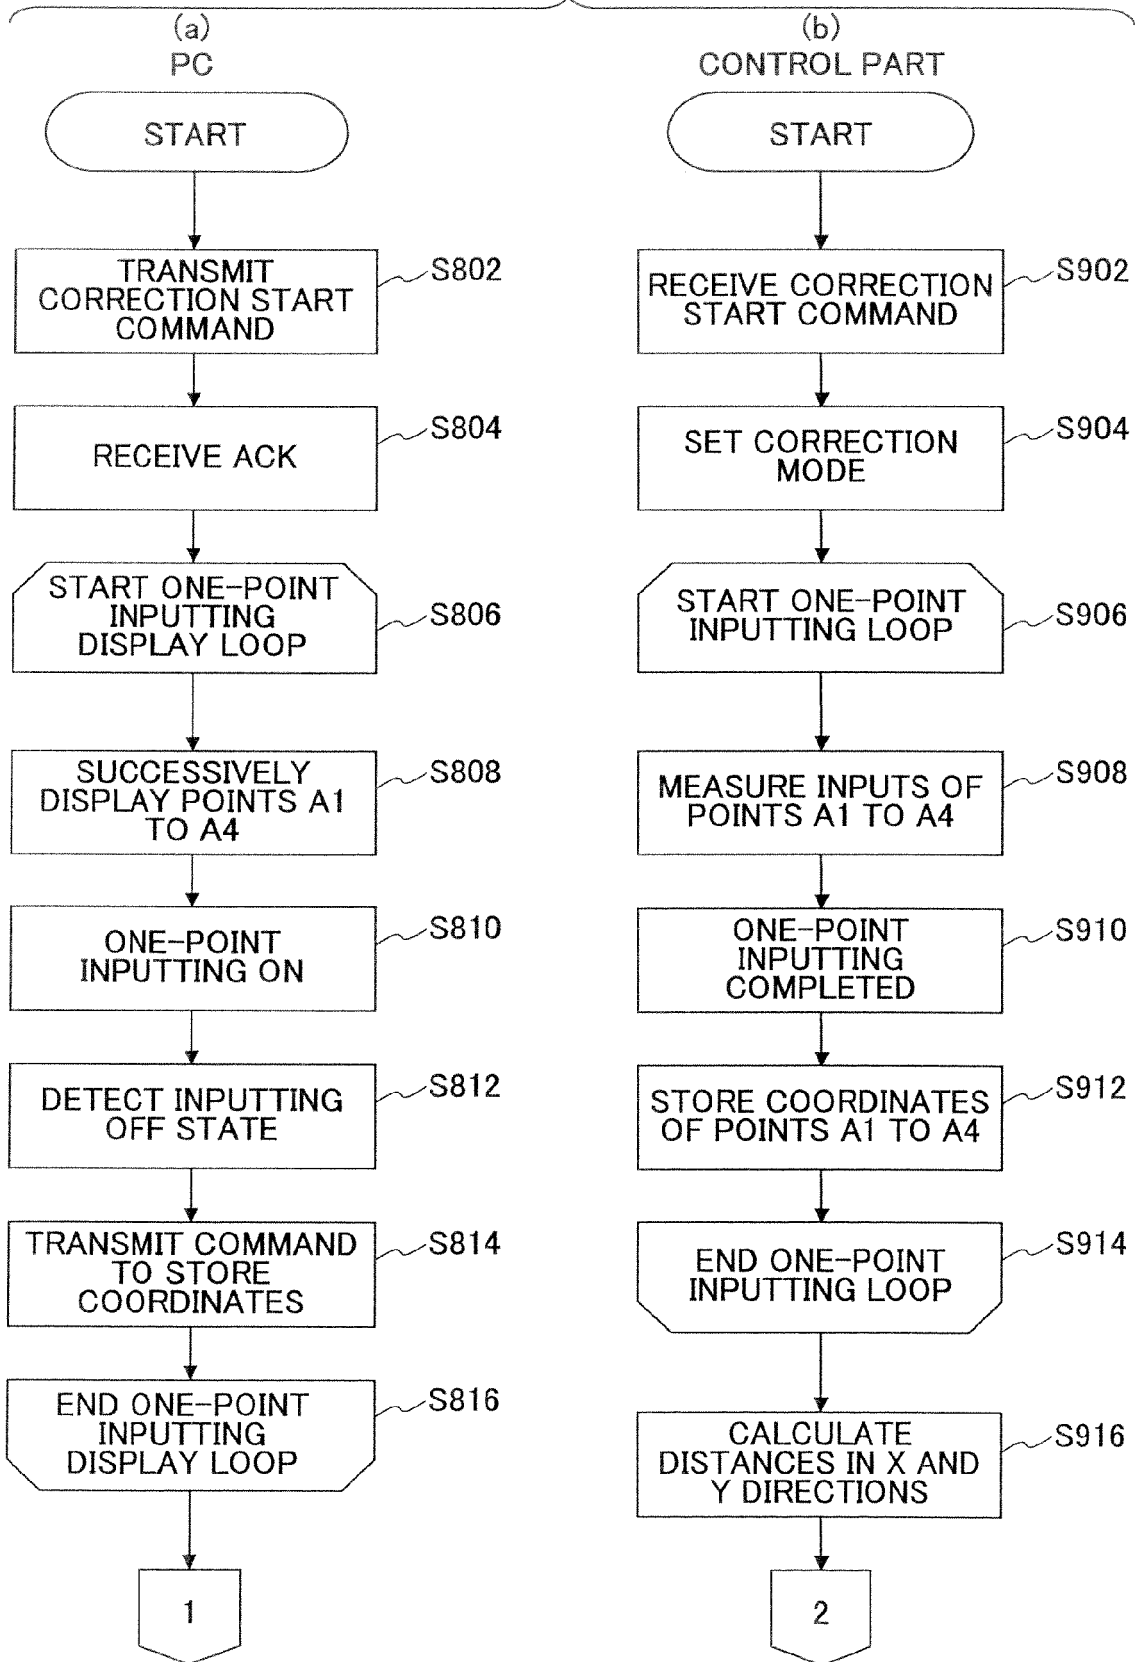 (a)
PC
START
TRANSMIT
CORRECTION START
COMMAND
S802
RECEIVE ACK
S804
START ONE-POINT
INPUTTING
DISPLAY LOOP
S806
SUCCESSIVELY
DISPLAY POINTS A1
TO A4
S808
ONE-POINT
INPUTTING ON
S810
DETECT INPUTTING
OFF STATE
S812
TRANSMIT COMMAND
TO STORE
COORDINATES
S814
END ONE-POINT
INPUTTING
DISPLAY LOOP
S816
1
(b)
CONTROL PART
START
RECEIVE CORRECTION
START COMMAND
S902
SET CORRECTION
MODE
S904
START ONE-POINT
INPUTTING LOOP
S906
MEASURE INPUTS OF
POINTS A1 TO A4
S908
ONE-POINT
INPUTTING
COMPLETED
S910
STORE COORDINATES
OF POINTS A1 TO A4
S912
END ONE-POINT
INPUTTING LOOP
S914
CALCULATE
DISTANCES IN X AND
Y DIRECTIONS
S916
2